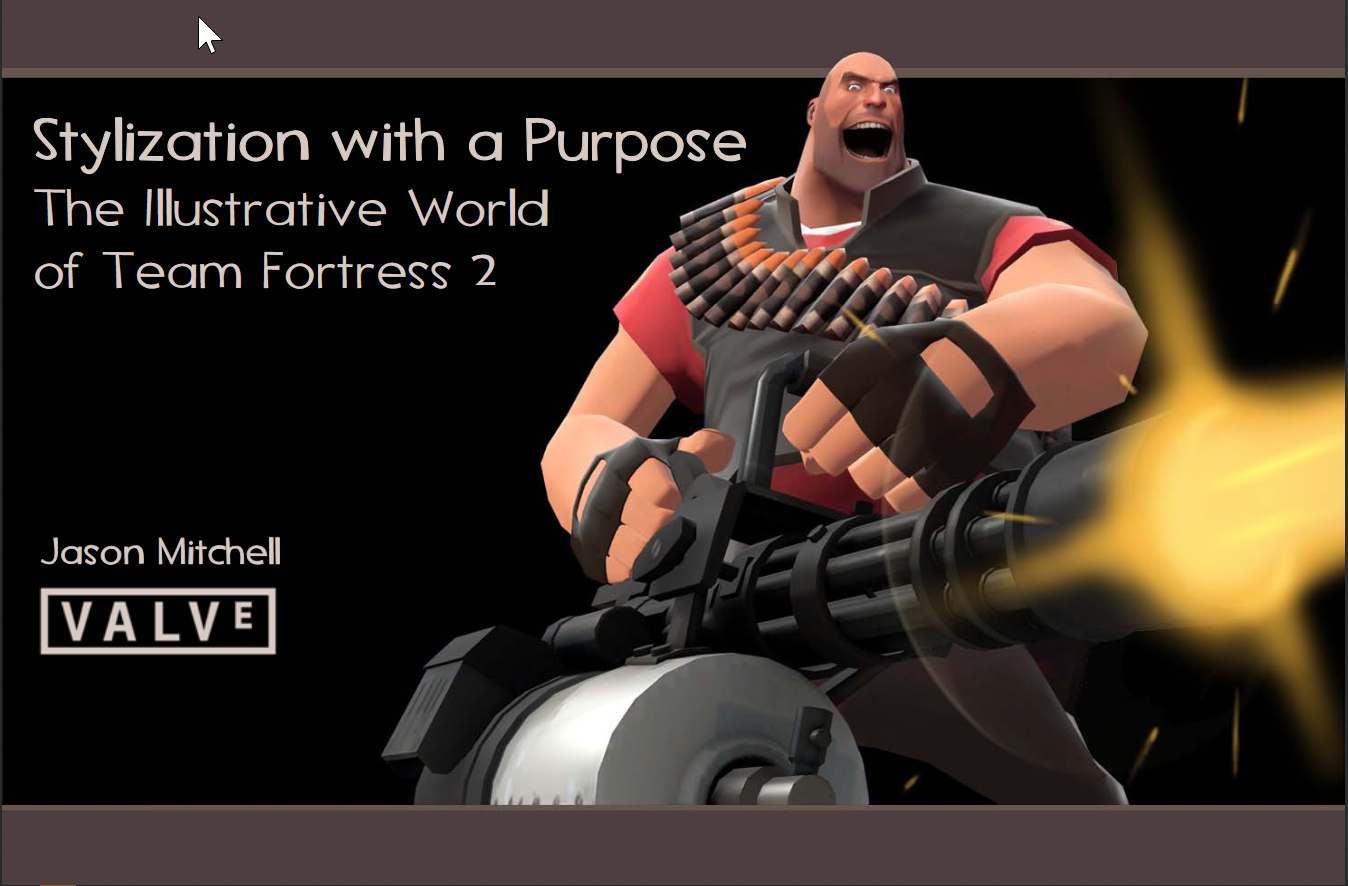 Stylization with a Purpose
The Illustrative World
of Team Fortress 2
Jason Mitchell
VALVE